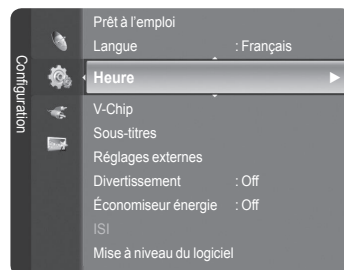 Configuration
Prêt à l'emploi
Langue : Français
Heure
V-Chip
Sous-titres
Réglages externes
Divertissement : Off
Économiseur énergie : Off
ISI
Mise à niveau du logiciel